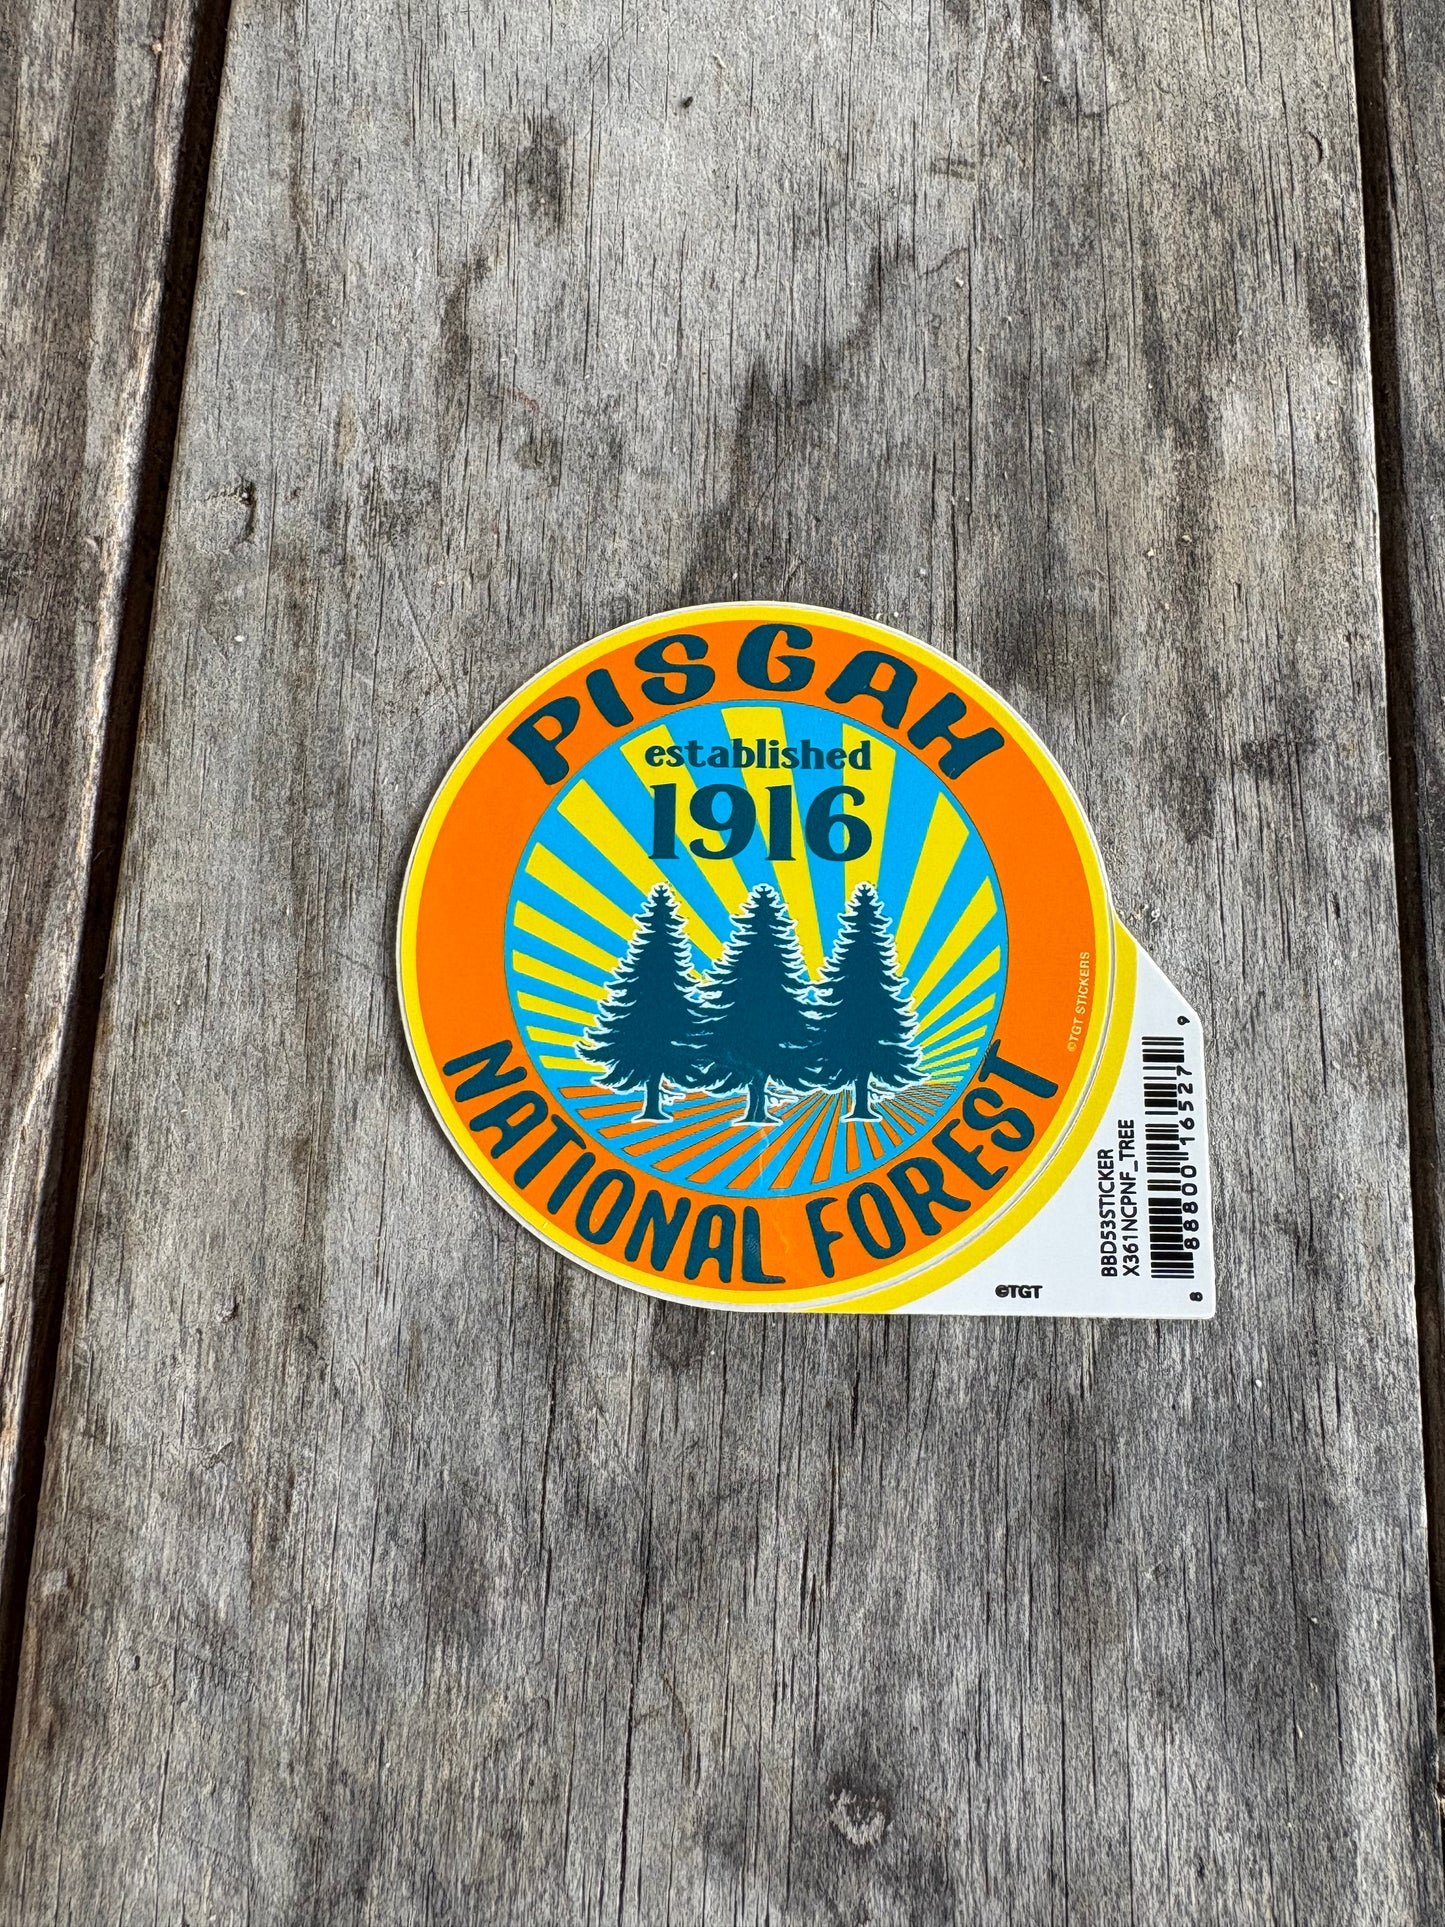 PISGAH
established
1916
NATIONAL FOREST
©TGT STICKERS
©TGT
BBD53STICKER
X361NCPNF_TREE
8 88800 16527 9